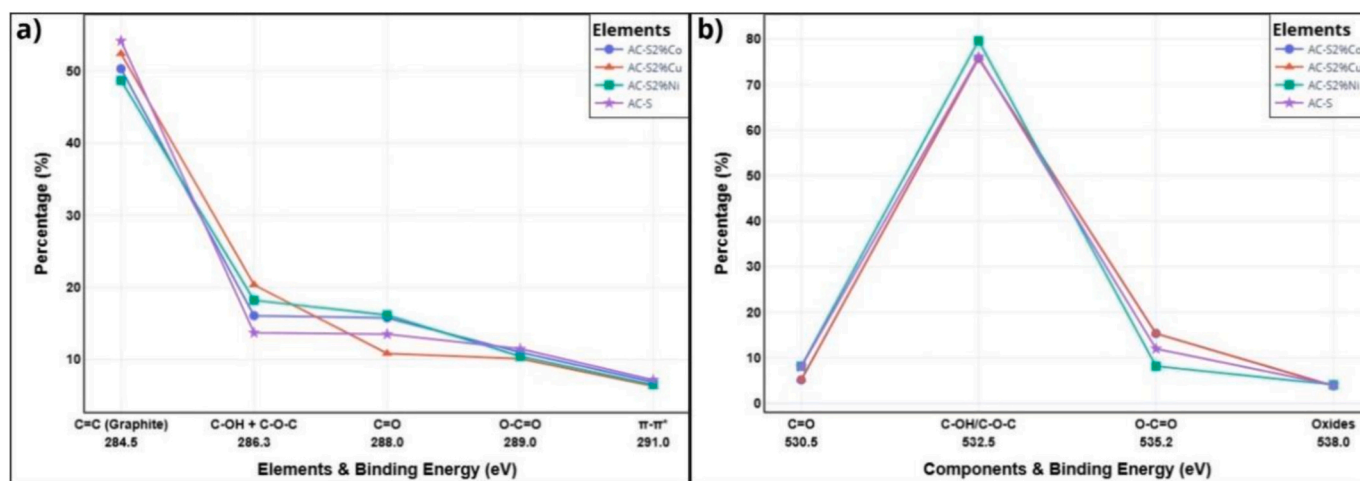 a)
Elements
AC-S2%Co
AC-S2%Cu
AC-S2%Ni
AC-S
50
40
30
20
10
Percentage (%)
C=C (Graphite) C-OH + C-O-C C=O O-C=O π-π*
284.5 286.3 288.0 289.0 291.0
Elements & Binding Energy (eV)
b)
Elements
AC-S2%Co
AC-S2%Cu
AC-S2%Ni
AC-S
80
70
60
50
40
30
20
10
0
Percentage (%)
C=O C-OH/C-O-C O-C=O Oxides
530.5 532.5 535.2 538.0
Components & Binding Energy (eV)